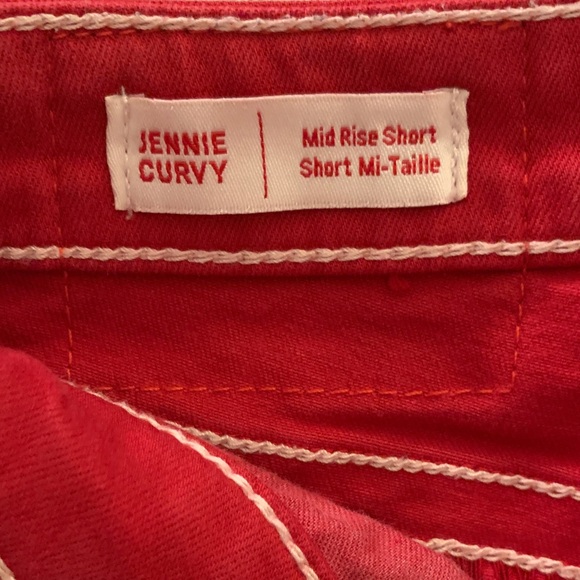 JENNIE
CURVY
Mid Rise Short
Short Mi-Taille